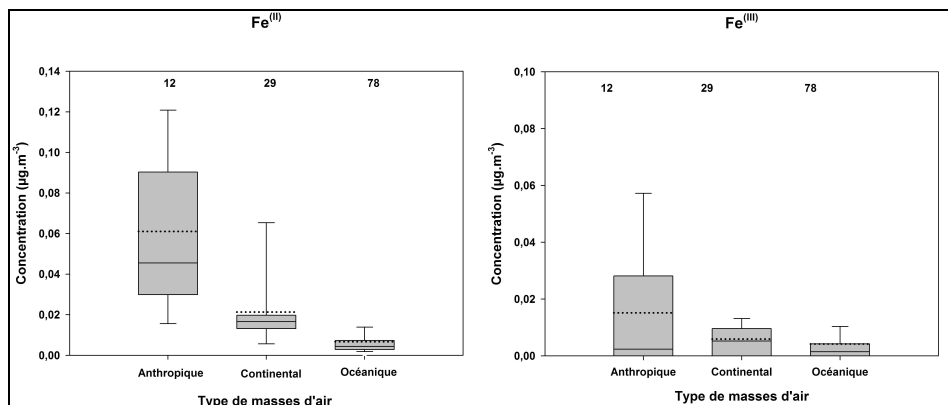 Fe(II)
0,14
0,12
0,10
0,08
0,06
0,04
0,02
0,00
Concentration (µg.m-3)
12 29 78
Anthropique Continental Océanique
Type de masses d'air
Fe(III)
0,10
0,08
0,06
0,04
0,02
0,00
Concentration (µg.m-3)
12 29 78
Anthropique Continental Océanique
Type de masses d'air